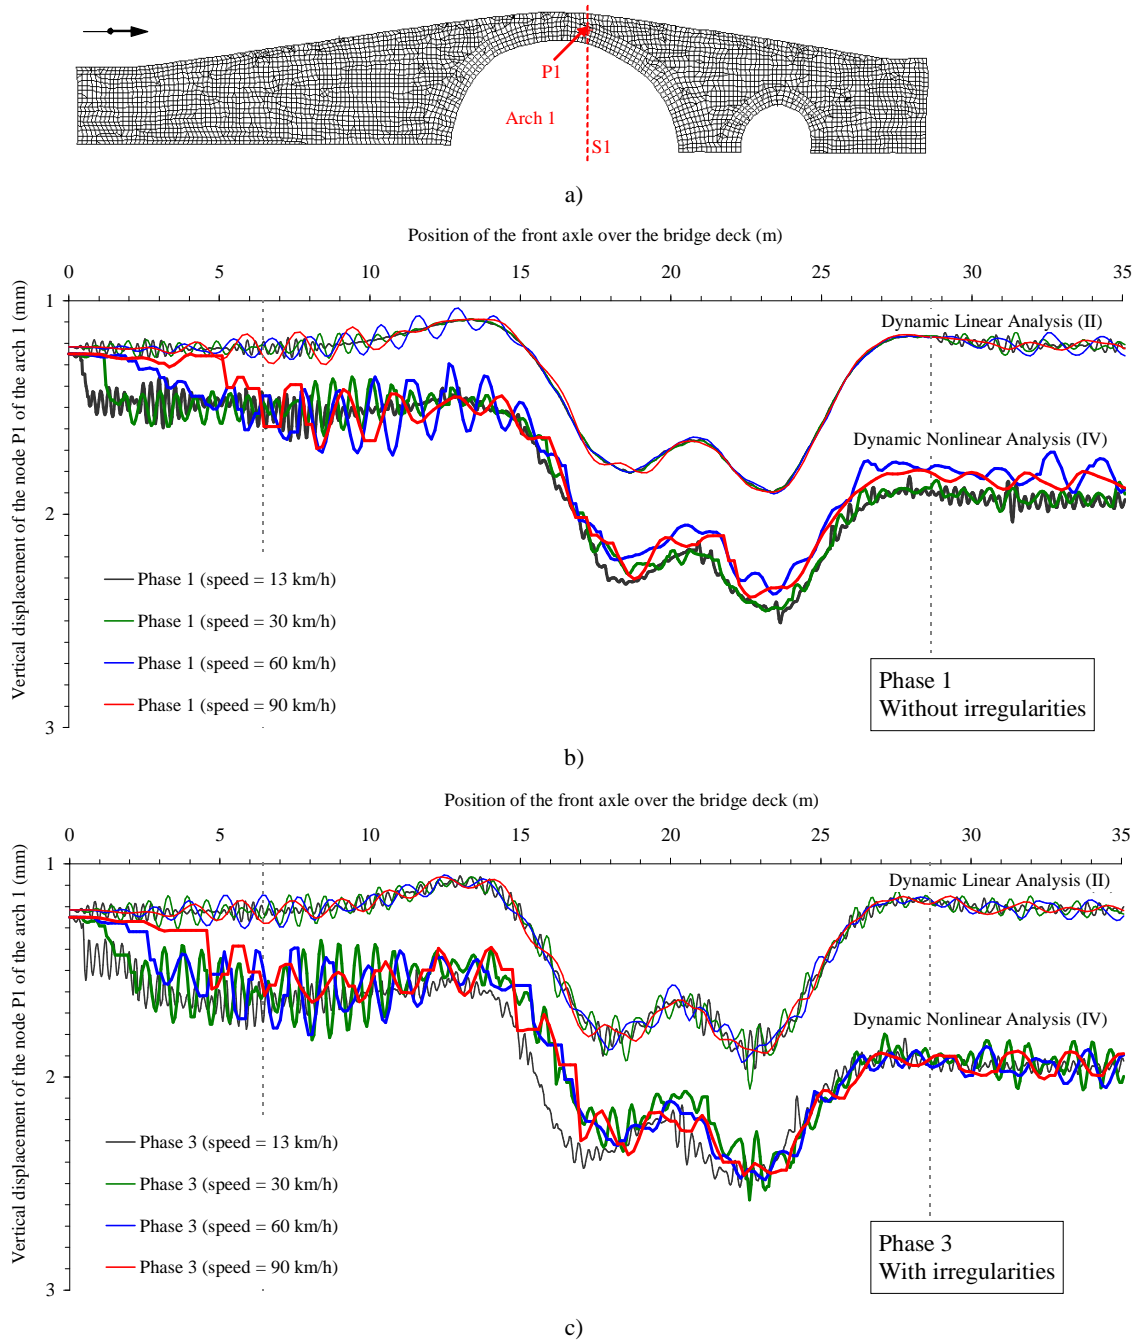 P1
Arch 1
S1
a)
Position of the front axle over the bridge deck (m)
0 5 10 15 20 25 30 35
1
2
3
Vertical displacement of the node P1 of the arch 1 (mm)
Dynamic Linear Analysis (II)
Dynamic Nonlinear Analysis (IV)
Phase 1 (speed = 13 km/h)
Phase 1 (speed = 30 km/h)
Phase 1 (speed = 60 km/h)
Phase 1 (speed = 90 km/h)
Phase 1
Without irregularities
b)
Position of the front axle over the bridge deck (m)
0 5 10 15 20 25 30 35
1
2
3
Vertical displacement of the node P1 of the arch 1 (mm)
Dynamic Linear Analysis (II)
Dynamic Nonlinear Analysis (IV)
Phase 3 (speed = 13 km/h)
Phase 3 (speed = 30 km/h)
Phase 3 (speed = 60 km/h)
Phase 3 (speed = 90 km/h)
Phase 3
With irregularities
c)